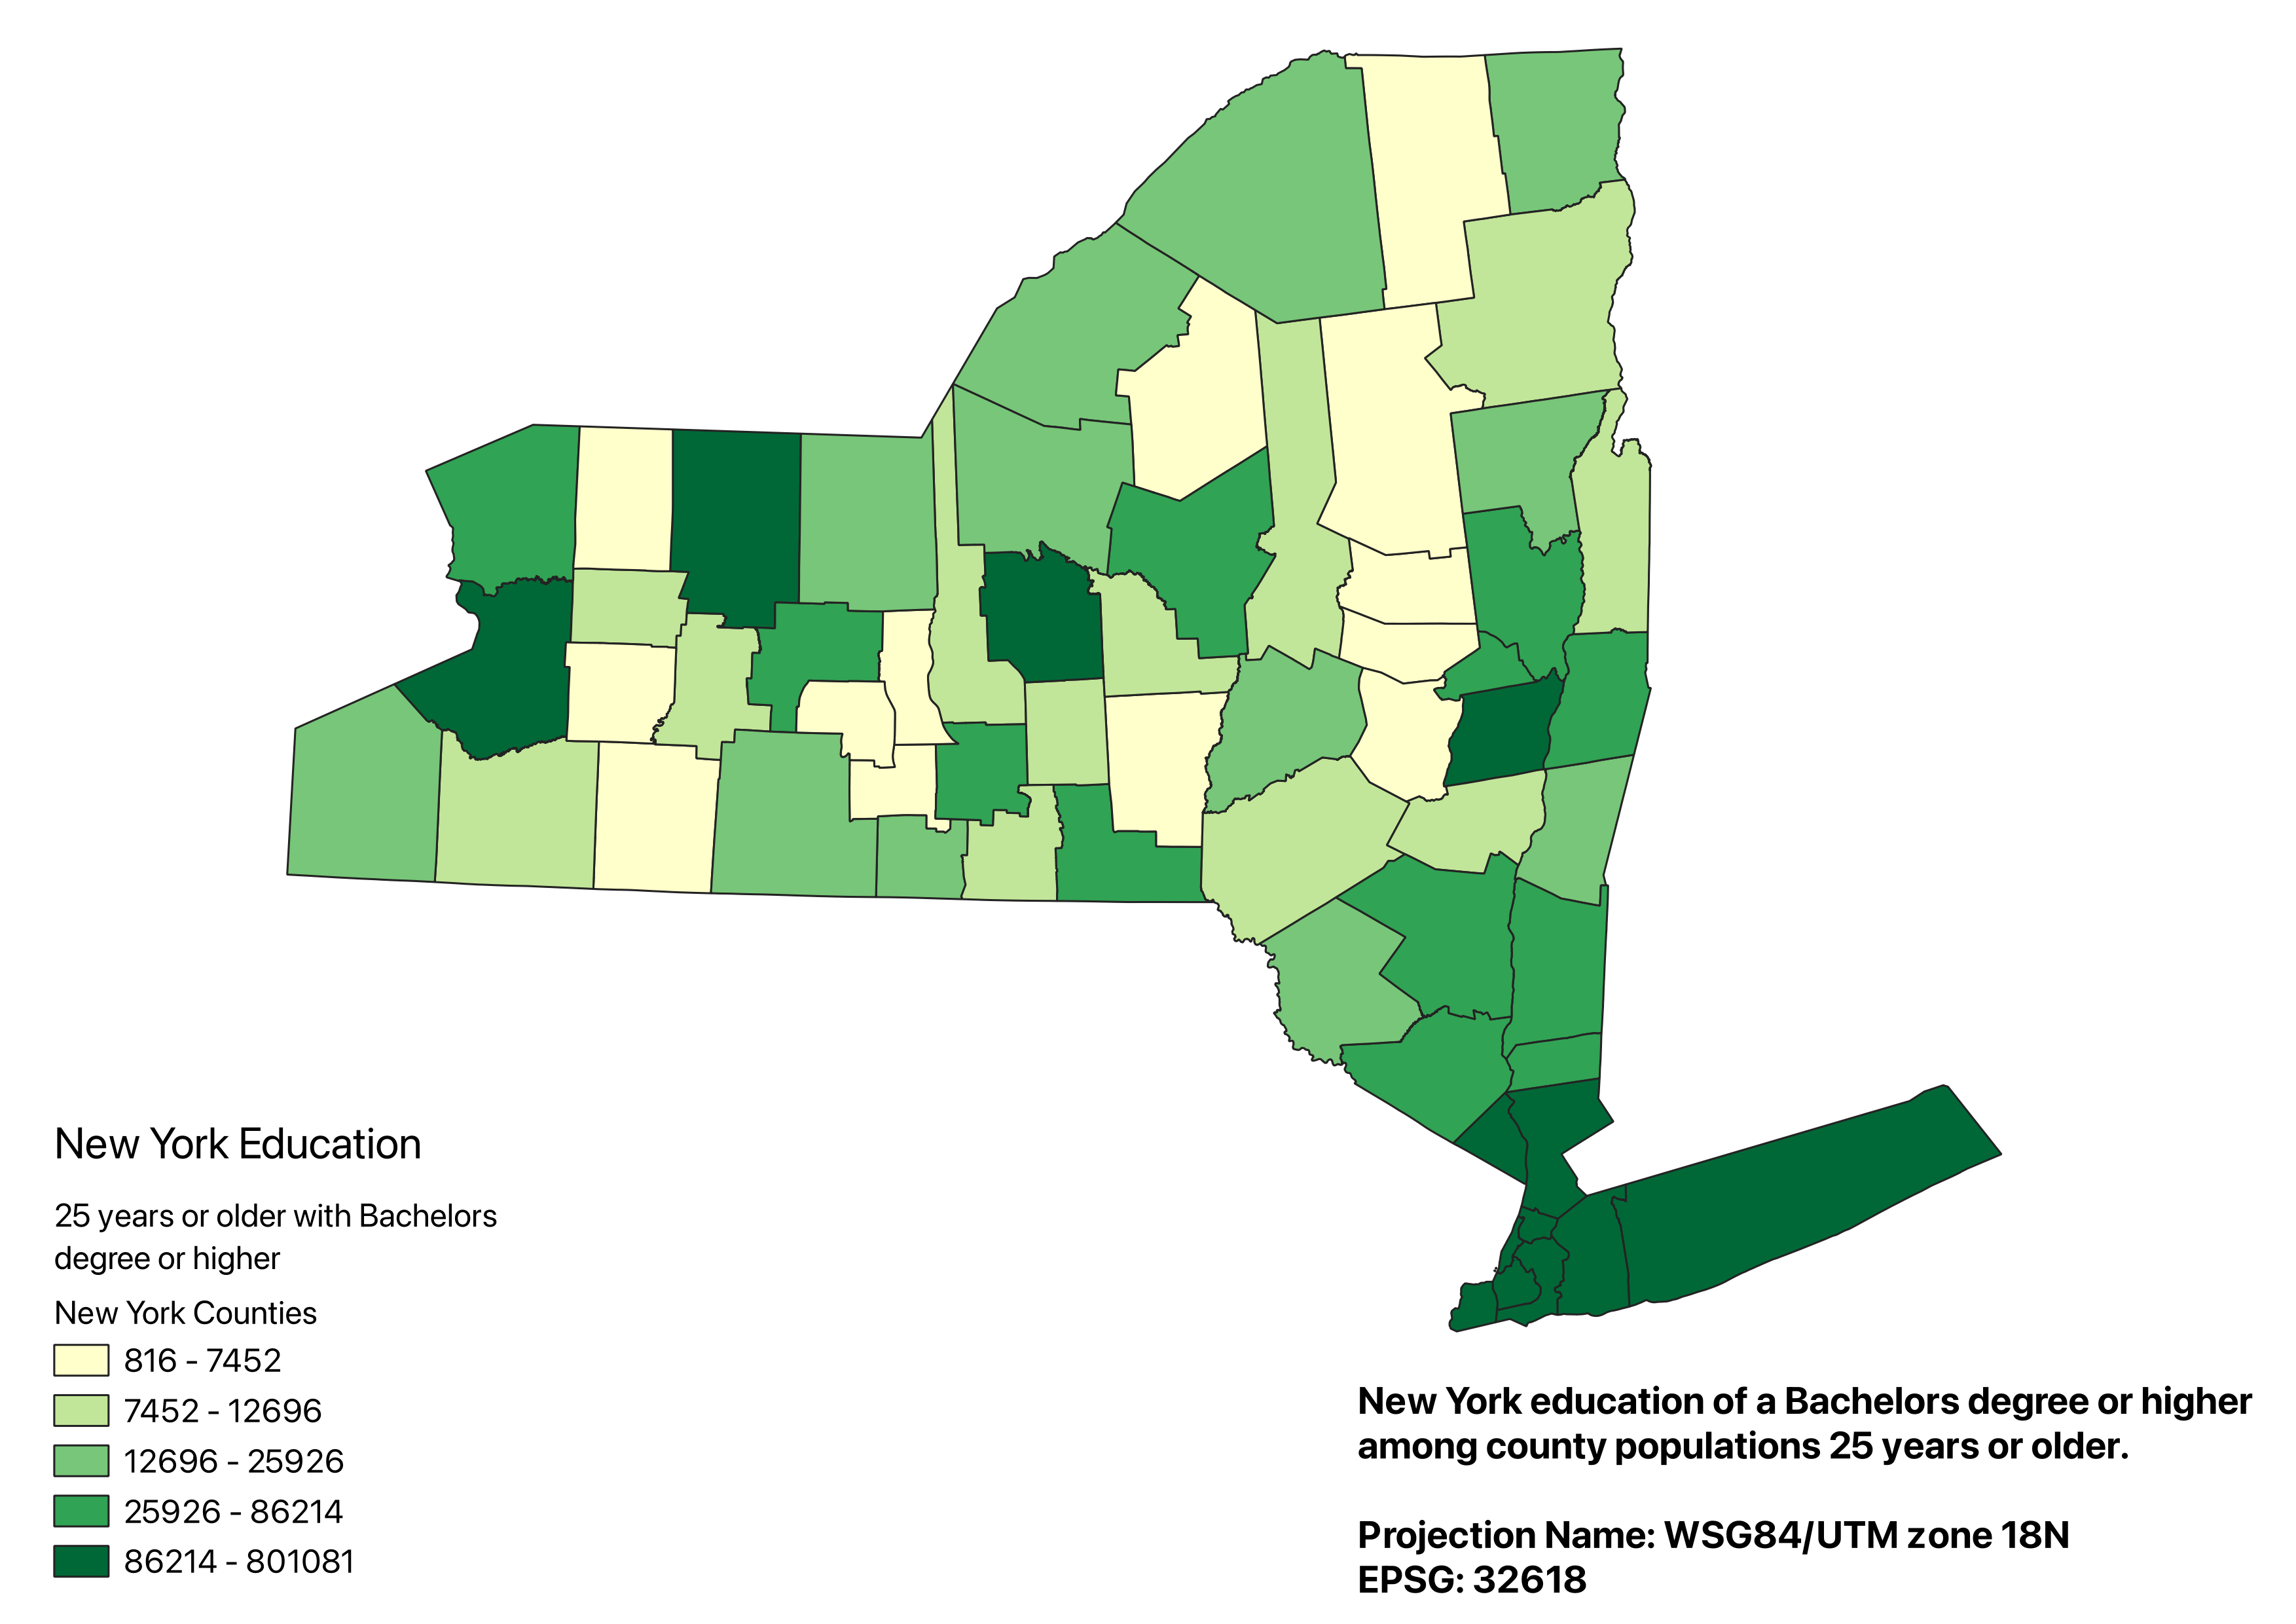 New York Education
25 years or older with Bachelors
degree or higher
New York Counties
816 - 7452
7452 - 12696
12696 - 25926
25926 - 86214
86214 - 801081
New York education of a Bachelors degree or higher
among county populations 25 years or older.
Projection Name: WSG84/UTM zone 18N
EPSG: 32618